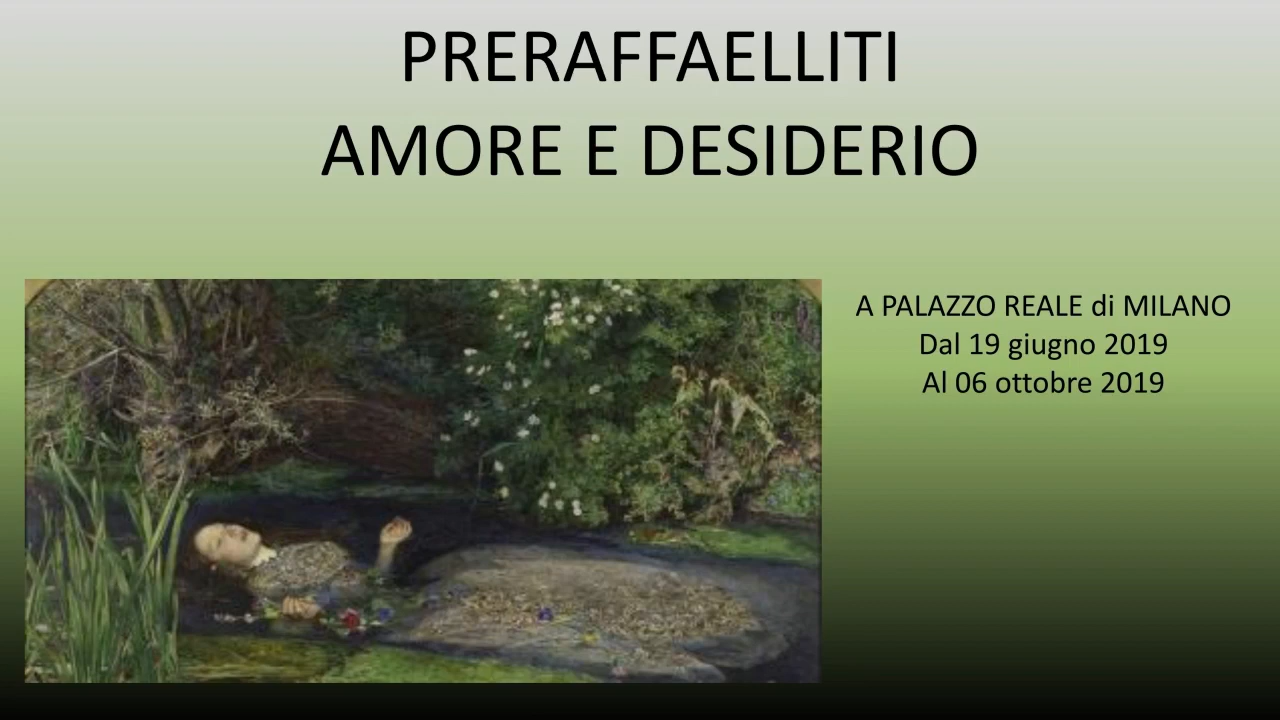 PRERAFFAELLITI
AMORE E DESIDERIO
A PALAZZO REALE di MILANO
Dal 19 giugno 2019
Al 06 ottobre 2019